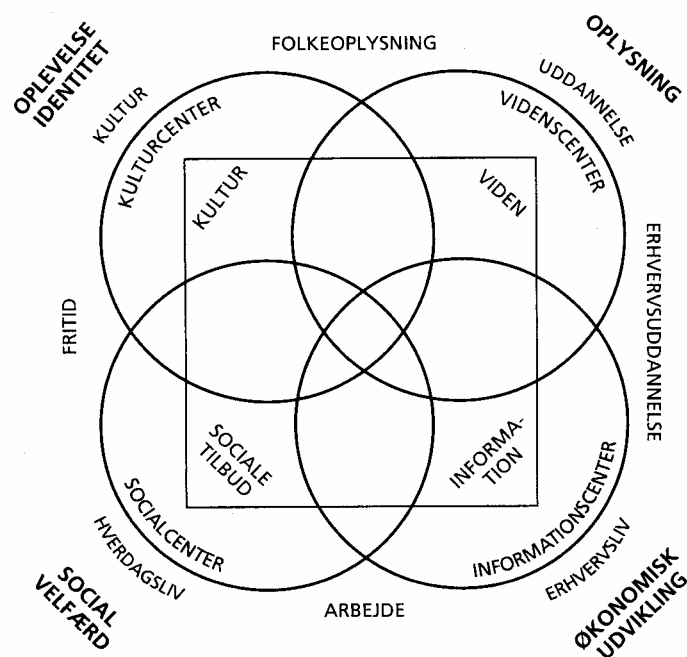 OPLEVELSE
IDENTITET
FOLKEOPLYSNING
OPLYSNING
KULTUR
KULTURCENTER
KULTUR
UDDANNELSE
VIDENSCENTER
VIDEN
FRITID
ERHVERVSUDDANNELSE
SOCIALE
TILBUD
INFORMA-
TION
SOCIALCENTER
HVERDAGSLIV
SOCIAL
VELFÆRD
ARBEJDE
INFORMATIONSCENTER
ERHVERVSLIV
ØKONOMISK
UDVIKLING